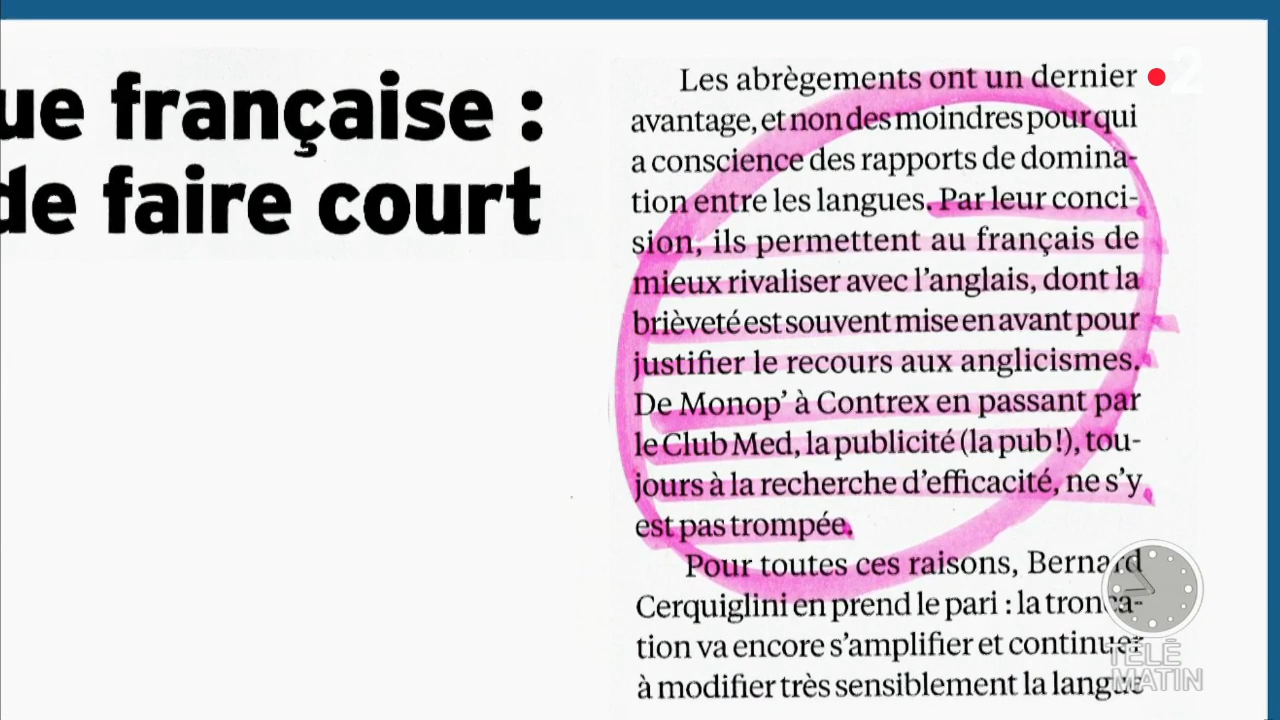 ue française :
de faire court
Les abrègements ont un dernier
avantage, et non des moindres pour qui
a conscience des rapports de domina-
tion entre les langues. Par leur conci-
sion, ils permettent au français de
mieux rivaliser avec l'anglais, dont la
brièveté est souvent mise en avant pour
justifier le recours aux anglicismes.
De Monop' à Contrex en passant par
le Club Med, la publicité (la pub !), tou-
jours à la recherche d'efficacité, ne s'y
est pas trompée.
Pour toutes ces raisons, Bernard
Cerquiglini en prend le pari : la tronca-
tion va encore s'amplifier et continuer
à modifier très sensiblement la langue
2
TÉLÉ
MATIN